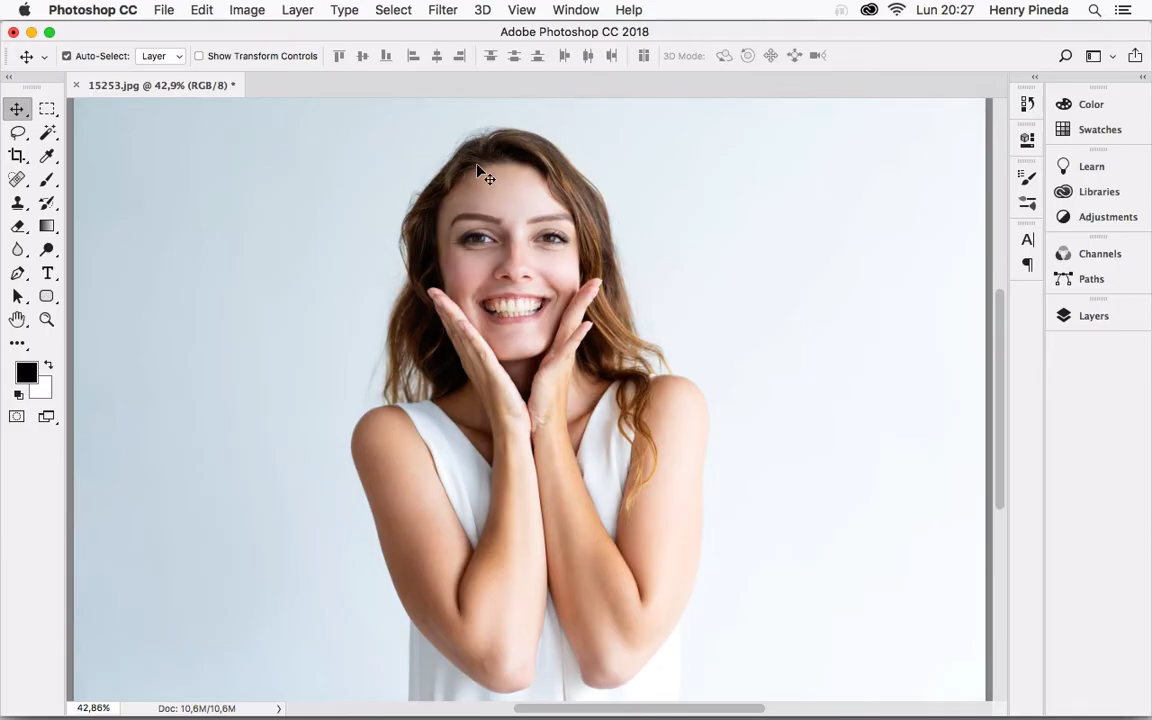 Photoshop CC File Edit Image Layer Type Select Filter 3D View Window Help Lun 20:27 Henry Pineda
Adobe Photoshop CC 2018
Auto-Select: Layer Show Transform Controls 3D Mode:
15253.jpg @ 42,9% (RGB/8) *
Color
Swatches
Learn
Libraries
Adjustments
Channels
Paths
Layers
42,86% Doc: 10,6M/10,6M